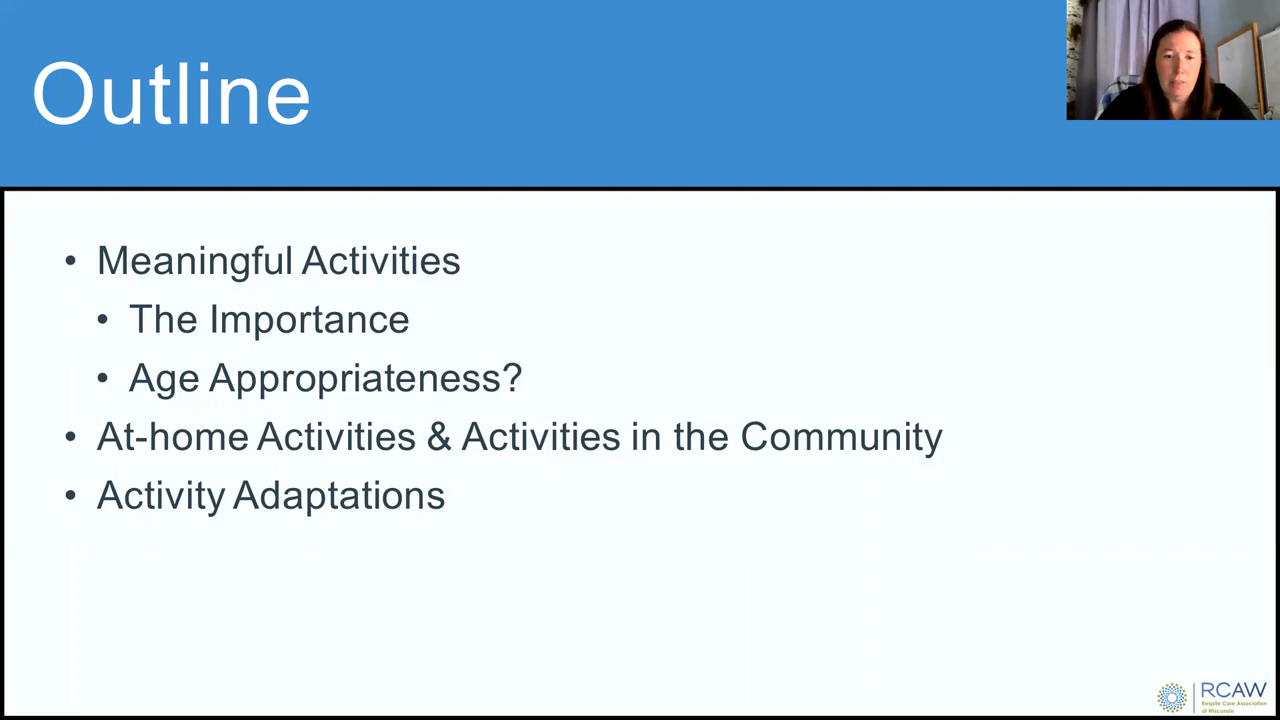 Outline
• Meaningful Activities
• The Importance
• Age Appropriateness?
• At-home Activities & Activities in the Community
• Activity Adaptations
RCAW
Respite Care Association
of Wisconsin